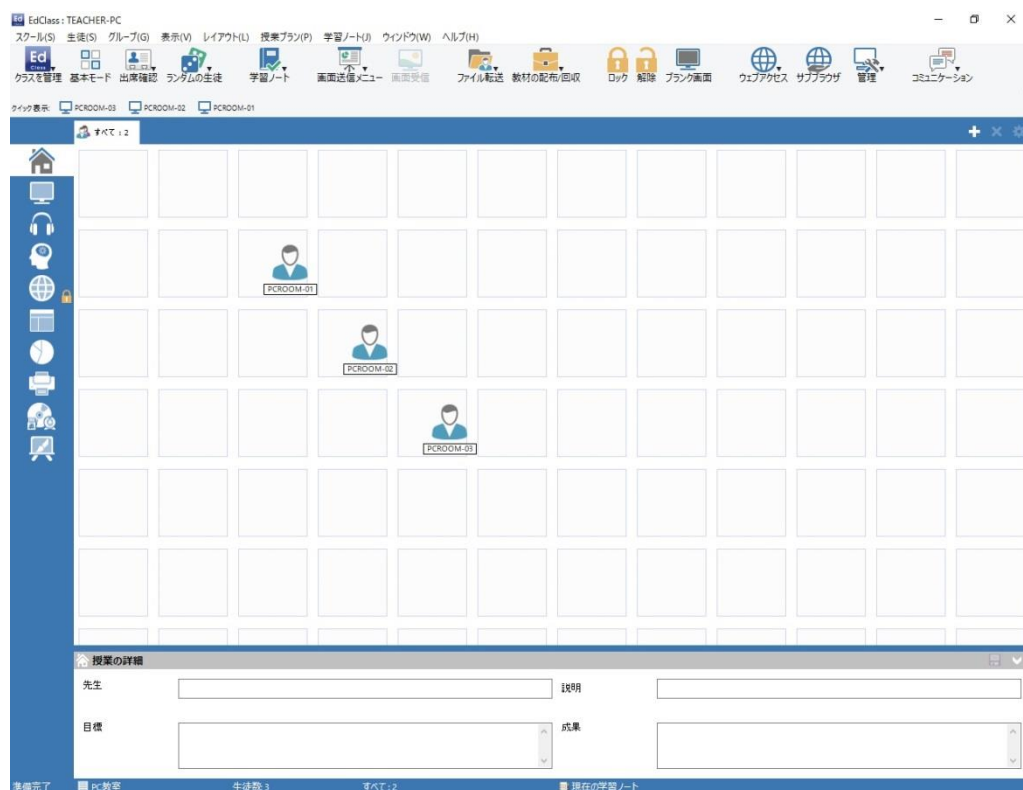 EdClass : TEACHER-PC
スクール(S) 生徒(S) グループ(G) 表示(V) レイアウト(L) 授業プラン(P) 学習ノート(J) ウィンドウ(W) ヘルプ(H)
Ed
Class
クラスを管理 基本モード 出席確認 ランダムの生徒 学習ノート 画面送信メニュー 画面受信 ファイル転送 教材の配布/回収 ロック 解除 ブランク画面 ウェブアクセス サブブラウザ 管理 コミュニケーション
クイック表示: PCROOM-03 PCROOM-02 PCROOM-01
すべて : 2
PCROOM-01
PCROOM-02
PCROOM-03
授業の詳細
先生 説明
目標 成果
準備完了 PC教室 生徒数: 3 すべて : 2 現在の学習ノート